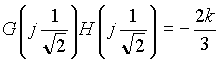 G(j 1/√2)H(j 1/√2) = −2k/3